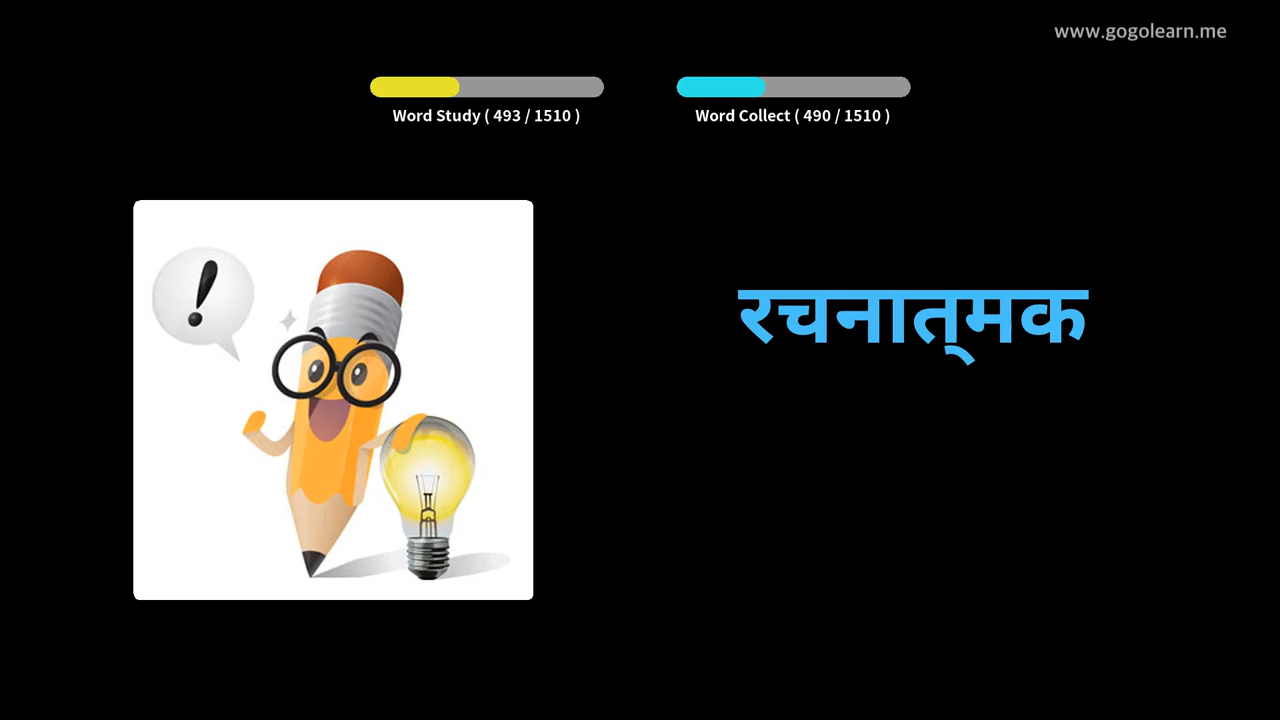 www.gogolearn.me
Word Study ( 493 / 1510 )
Word Collect ( 490 / 1510 )
!
रचनात्‌मक